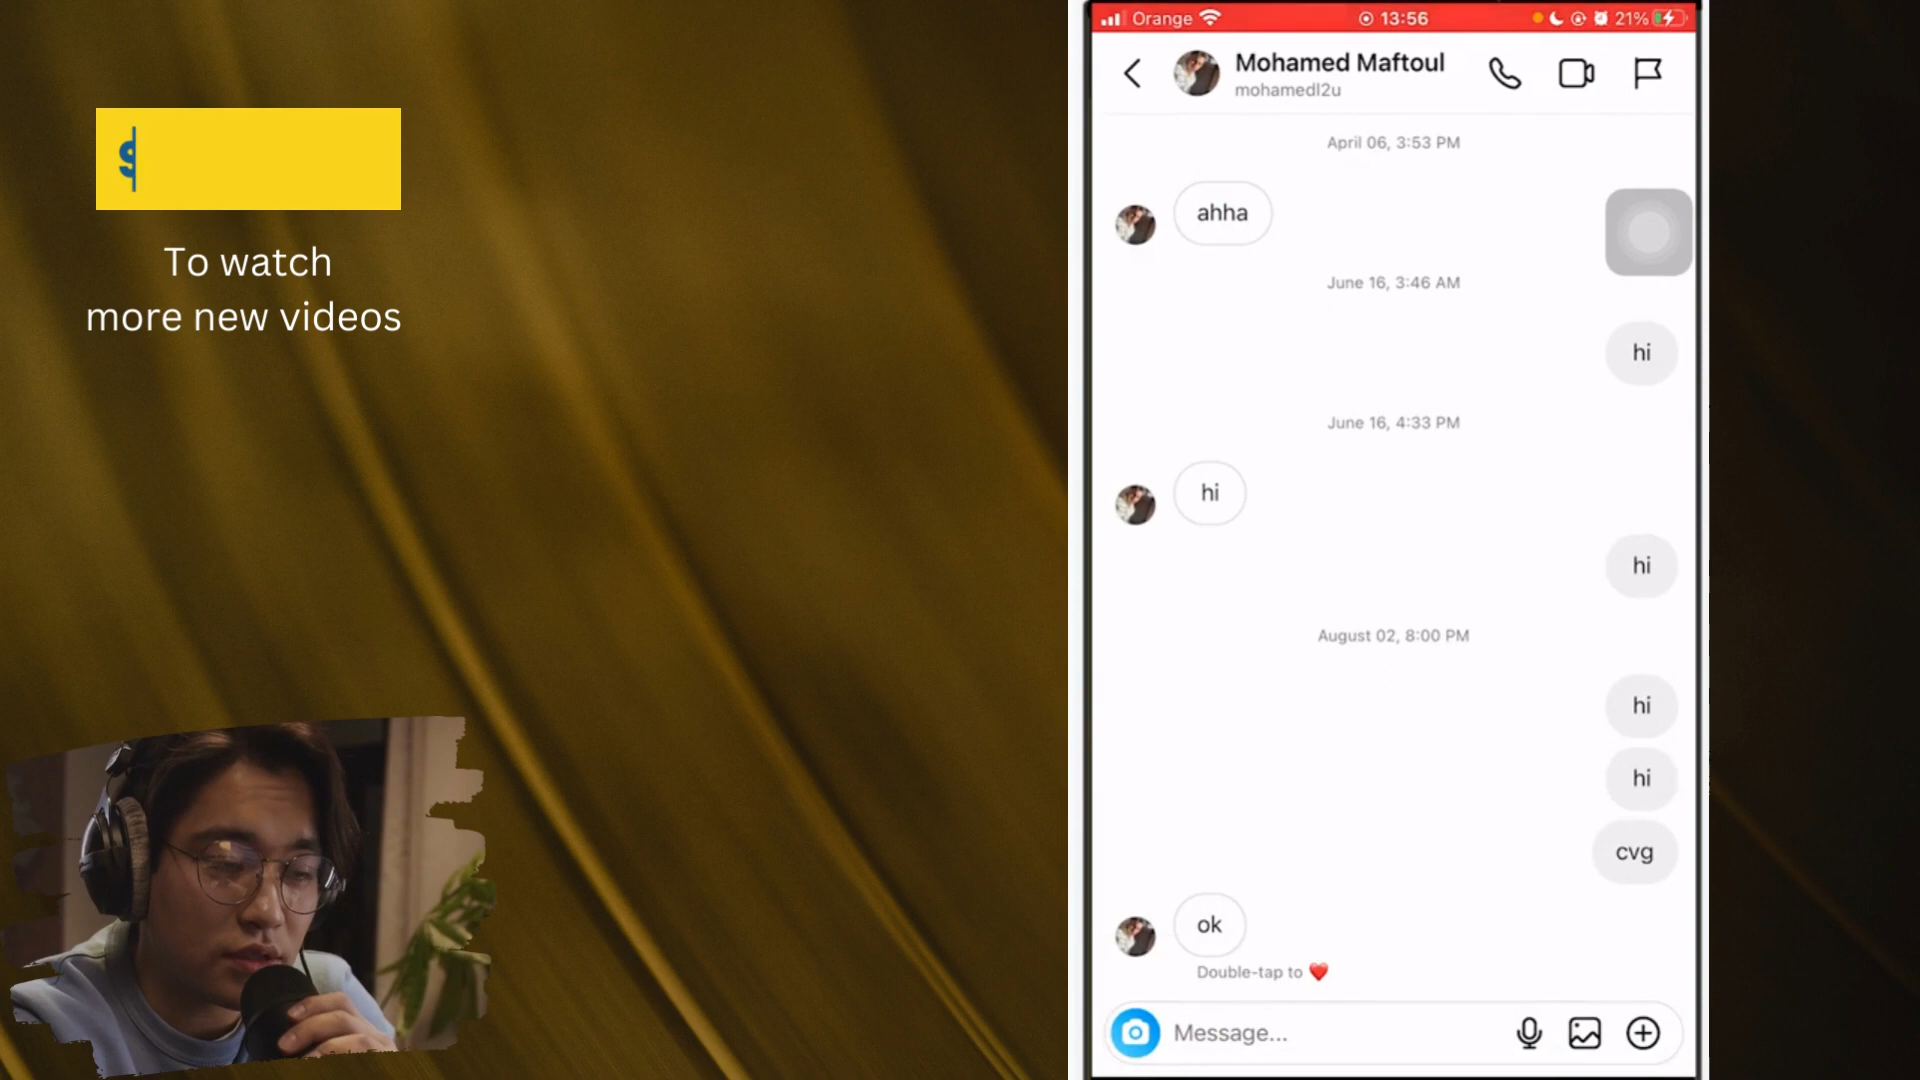 To watch
more new videos
Orange
13:56
21%
Mohamed Maftoul
mohamedl2u
April 06, 3:53 PM
ahha
June 16, 3:46 AM
hi
June 16, 4:33 PM
hi
hi
August 02, 8:00 PM
hi
hi
cvg
ok
Double-tap to ❤️
Message...